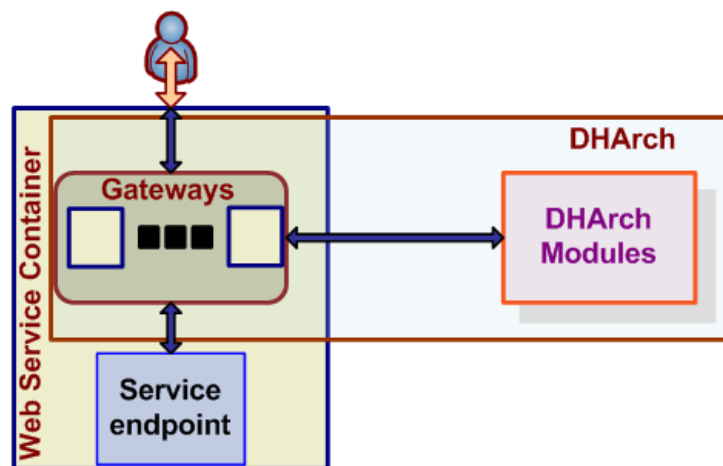 DHArch
Gateways
DHArch
Modules
Web Service Container
Service
endpoint